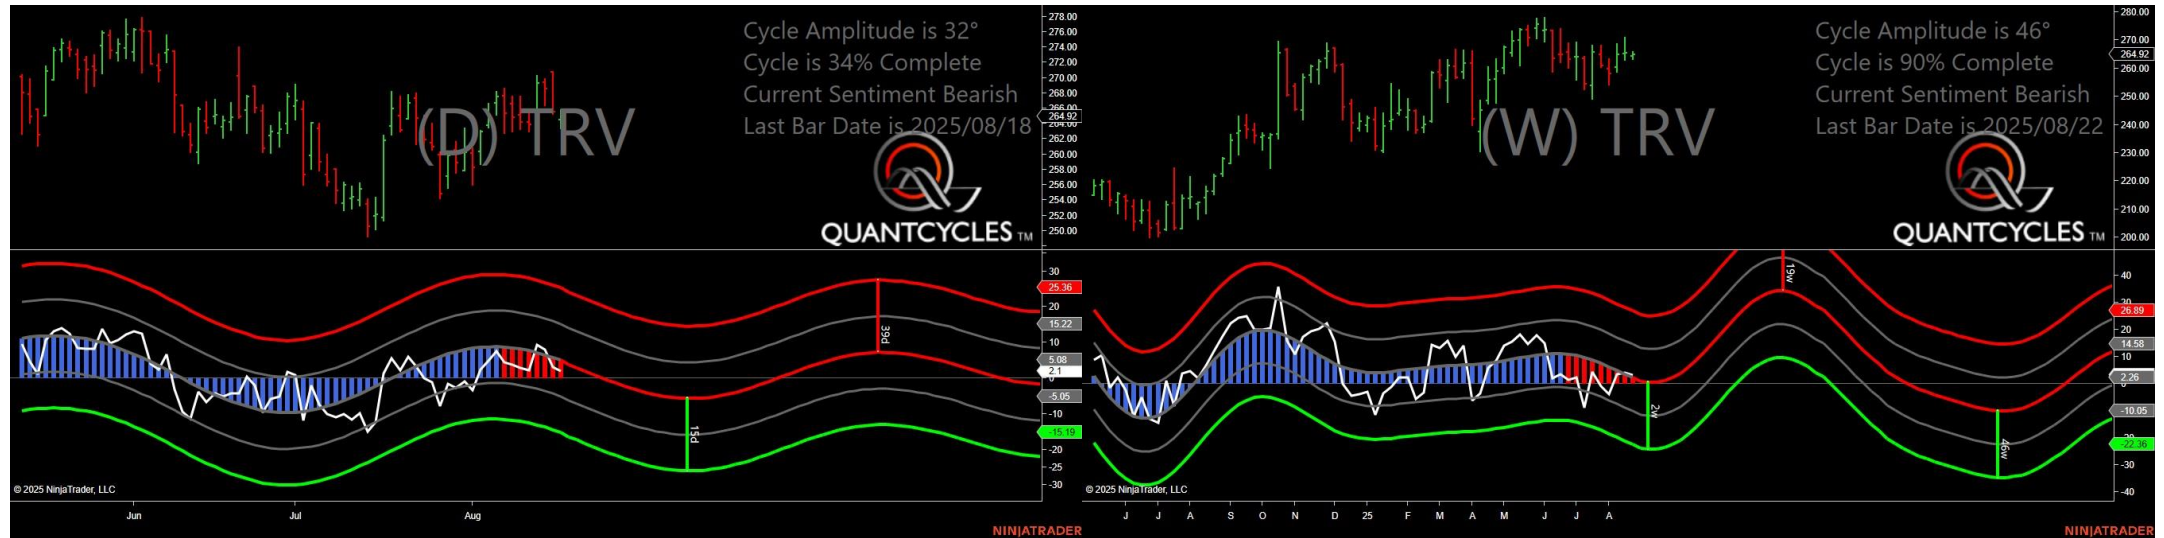 Cycle Amplitude is 32°
Cycle is 34% Complete
Current Sentiment Bearish
Last Bar Date is 2025/08/18
(D) TRV
QUANTCYCLES TM
278.00
276.00
274.00
272.00
270.00
268.00
266.00
264.92
264.00
262.00
260.00
258.00
256.00
254.00
252.00
250.00
30
25.36
20
15.22
10
5.08
2.1
0
-5.05
-10
-15.19
-20
-25
-30
39d
15d
© 2025 NinjaTrader, LLC
Jun Jul Aug
NINJATRADER
Cycle Amplitude is 46°
Cycle is 90% Complete
Current Sentiment Bearish
Last Bar Date is 2025/08/22
(W) TRV
QUANTCYCLES TM
280.00
270.00
264.92
260.00
250.00
240.00
230.00
220.00
210.00
200.00
40
30
26.89
20
14.58
10
2.26
0
-10.05
-20
-22.36
-30
-40
19w
2w
46w
© 2025 NinjaTrader, LLC
J J A S O N D 25 F M A M J J A
NINJATRADER